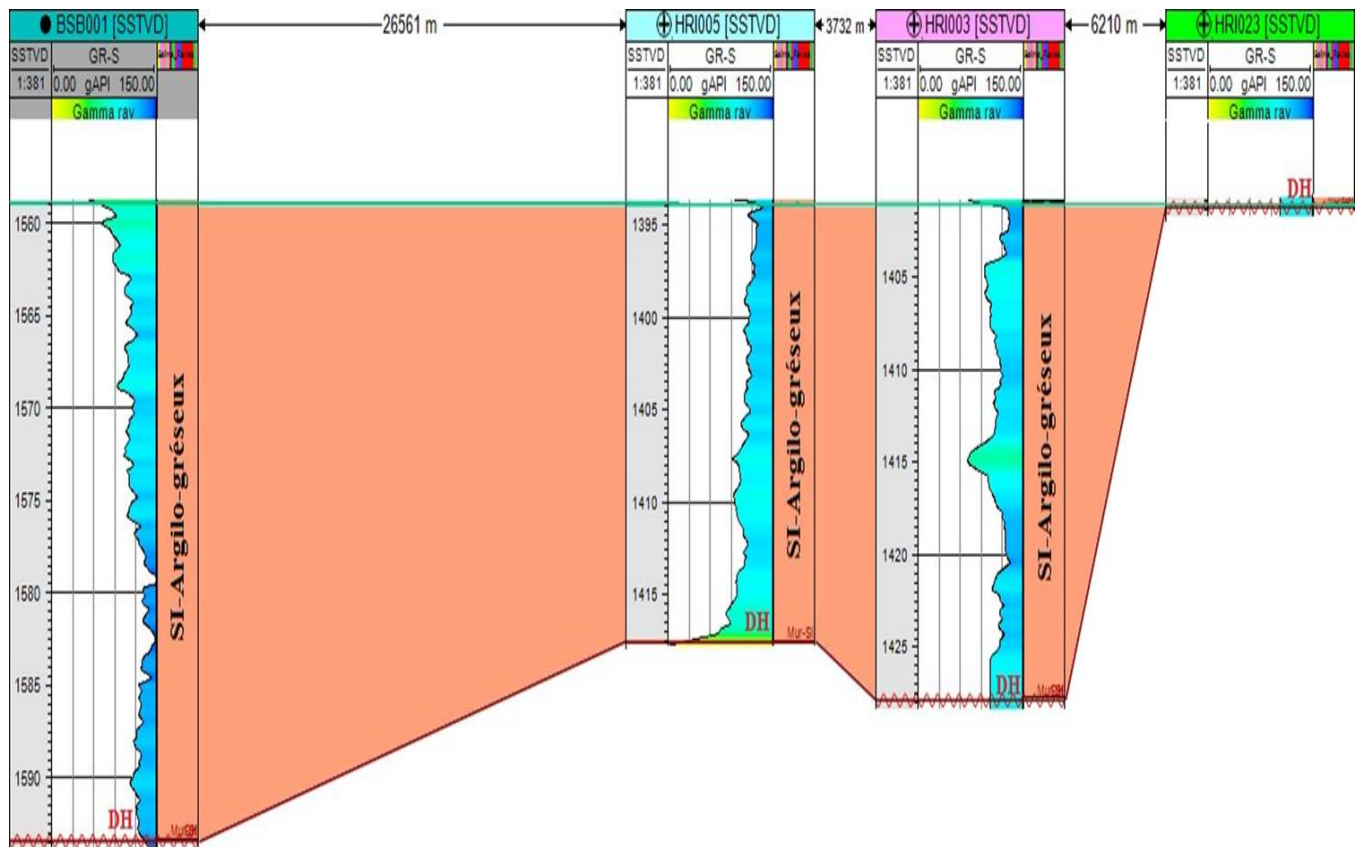 BSB001 [SSTVD]
26561 m
HRI005 [SSTVD]
3732 m
HRI003 [SSTVD]
6210 m
HRI023 [SSTVD]
SSTVD GR-S
SSTVD GR-S
SSTVD GR-S
SSTVD GR-S
1:381 0.00 gAPI 150.00
1:381 0.00 gAPI 150.00
1:381 0.00 gAPI 150.00
1:381 0.00 gAPI 150.00
Gamma ray
Gamma ray
Gamma ray
Gamma ray
1560
1565
1570
1575
1580
1585
1590
DH
SI-Argilo-gréseux
1395
1400
1405
1410
1415
DH
SI-Argilo-gréseux
Mur-SI
1405
1410
1415
1420
1425
DH
SI-Argilo-gréseux
DH